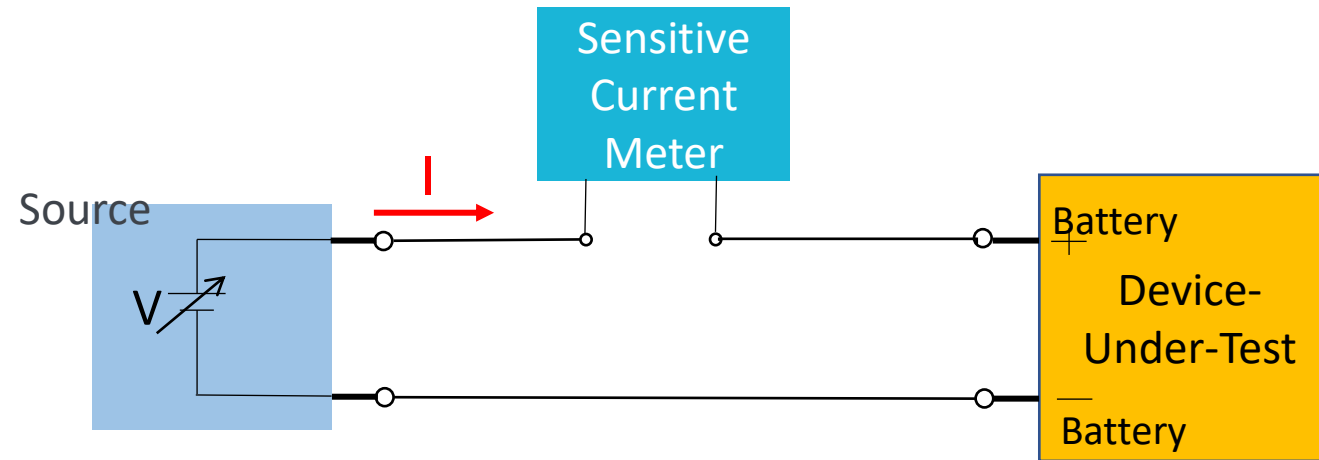 Sensitive
Current
Meter
I
Source
V
Battery
+
Device-
Under-Test
—
Battery